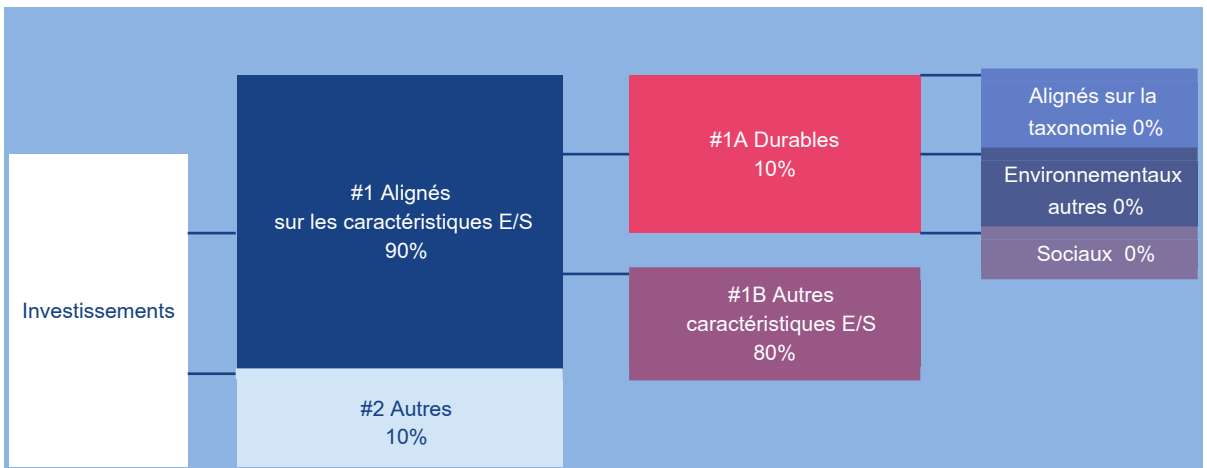 Investissements
#1 Alignés
sur les caractéristiques E/S
90%
#2 Autres
10%
#1A Durables
10%
#1B Autres
caractéristiques E/S
80%
Alignés sur la
taxonomie 0%
Environnementaux
autres 0%
Sociaux 0%